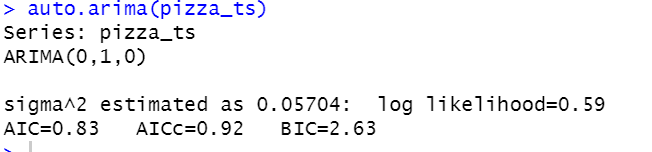 > auto.arima(pizza_ts)
Series: pizza_ts
ARIMA(0,1,0)
sigma^2 estimated as 0.05704:  log likelihood=0.59
AIC=0.83   AICc=0.92   BIC=2.63
>